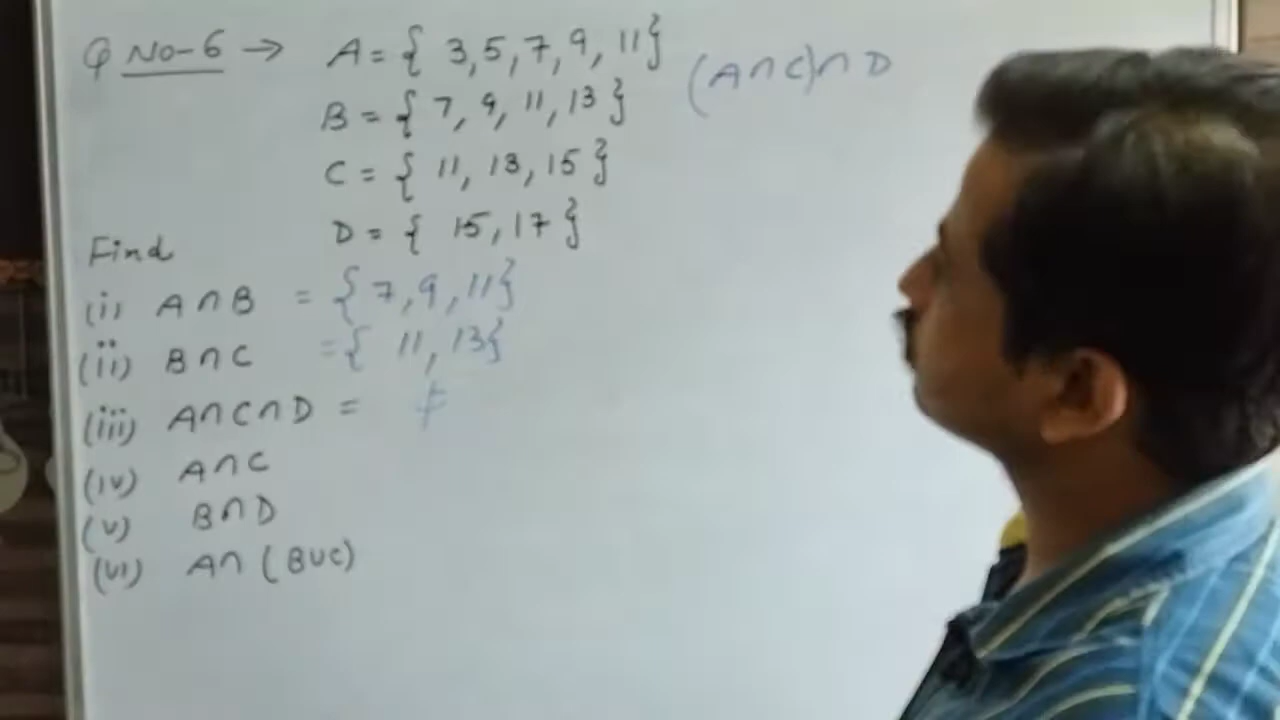 Q No-6 → A = { 3, 5, 7, 9, 11} (A∩C)∩D
B = { 7, 9, 11, 13 }
C = { 11, 13, 15 }
D = { 15, 17 }
Find
(i) A∩B = { 7, 9, 11}
(ii) B∩C = { 11, 13}
(iii) A∩C∩D =
(iv) A∩C
(v) B∩D
(vi) A∩ (BUC)